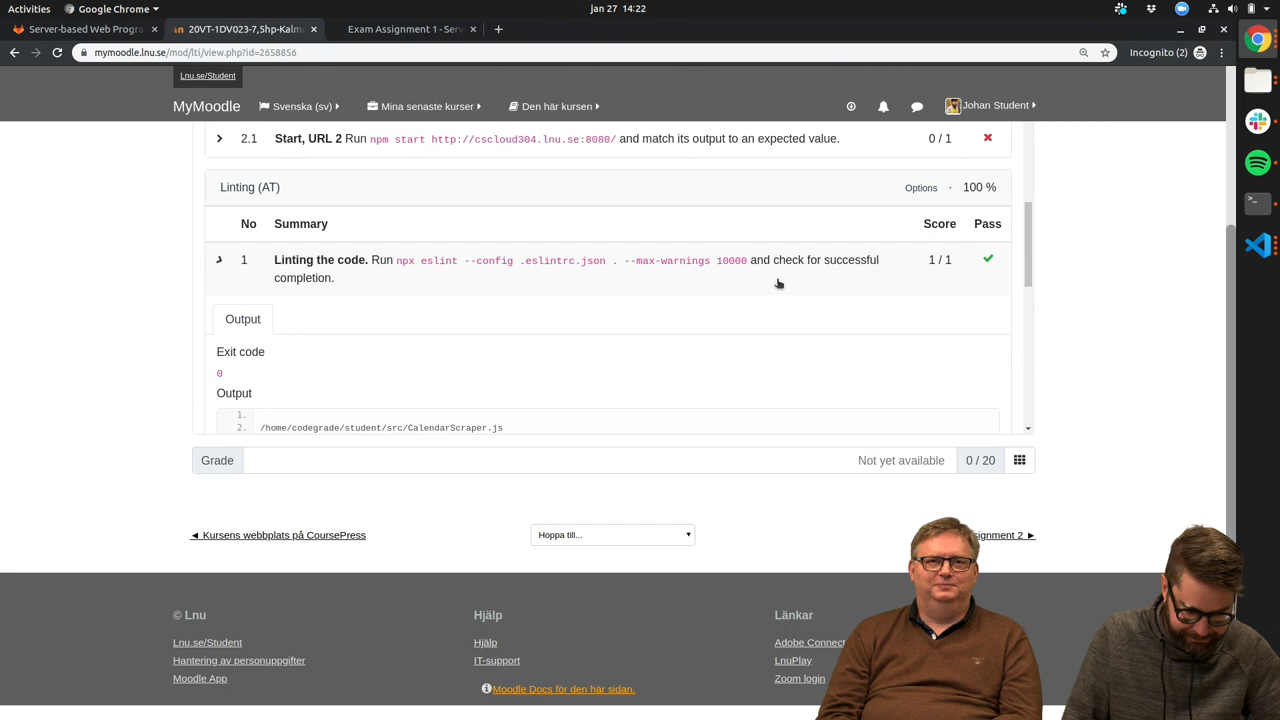 Activities Google Chrome jan 27 14:22
Server-based Web Progra 20VT-1DV023-7,5hp-Kalm Exam Assignment 1 - Serv
mymoodle.lnu.se/mod/lti/view.php?id=2658856 Incognito (2)
Lnu.se/Student
MyMoodle Svenska (sv) Mina senaste kurser Den här kursen Johan Student
2.1 Start, URL 2 Run npm start http://cscloud304.lnu.se:8080/ and match its output to an expected value. 0 / 1
Linting (AT) Options · 100 %
No Summary Score Pass
1 Linting the code. Run npx eslint --config .eslintrc.json . --max-warnings 10000 and check for successful 1 / 1
completion.
Output
Exit code
0
Output
1.
2. /home/codegrade/student/src/CalendarScraper.js
Grade Not yet available 0 / 20
◄ Kursens webbplats på CoursePress Hoppa till... signment 2 ►
© Lnu Hjälp Länkar
Lnu.se/Student Hjälp Adobe Connect
Hantering av personuppgifter IT-support LnuPlay
Moodle App Zoom login
Moodle Docs för den här sidan.